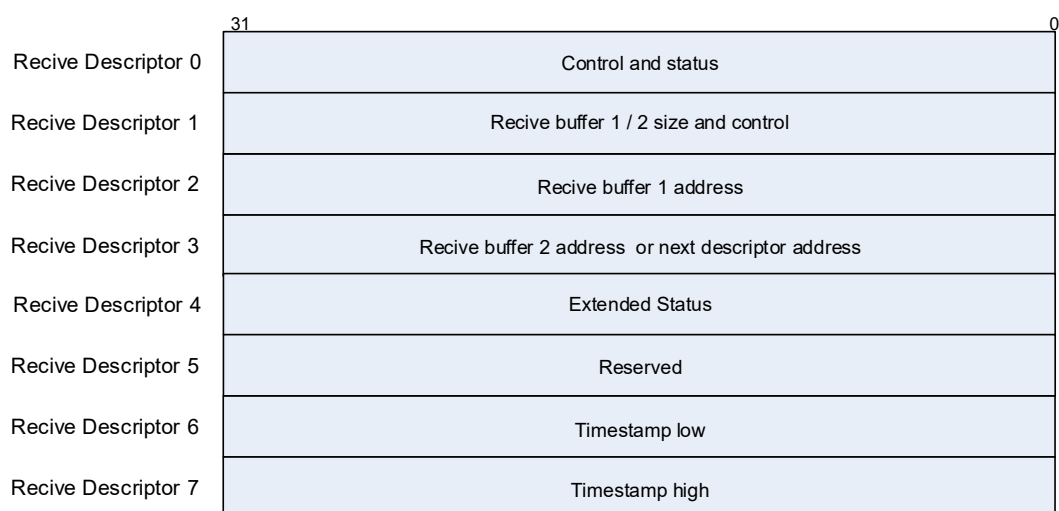 31 0
Recive Descriptor 0 Control and status
Recive Descriptor 1 Recive buffer 1 / 2 size and control
Recive Descriptor 2 Recive buffer 1 address
Recive Descriptor 3 Recive buffer 2 address or next descriptor address
Recive Descriptor 4 Extended Status
Recive Descriptor 5 Reserved
Recive Descriptor 6 Timestamp low
Recive Descriptor 7 Timestamp high